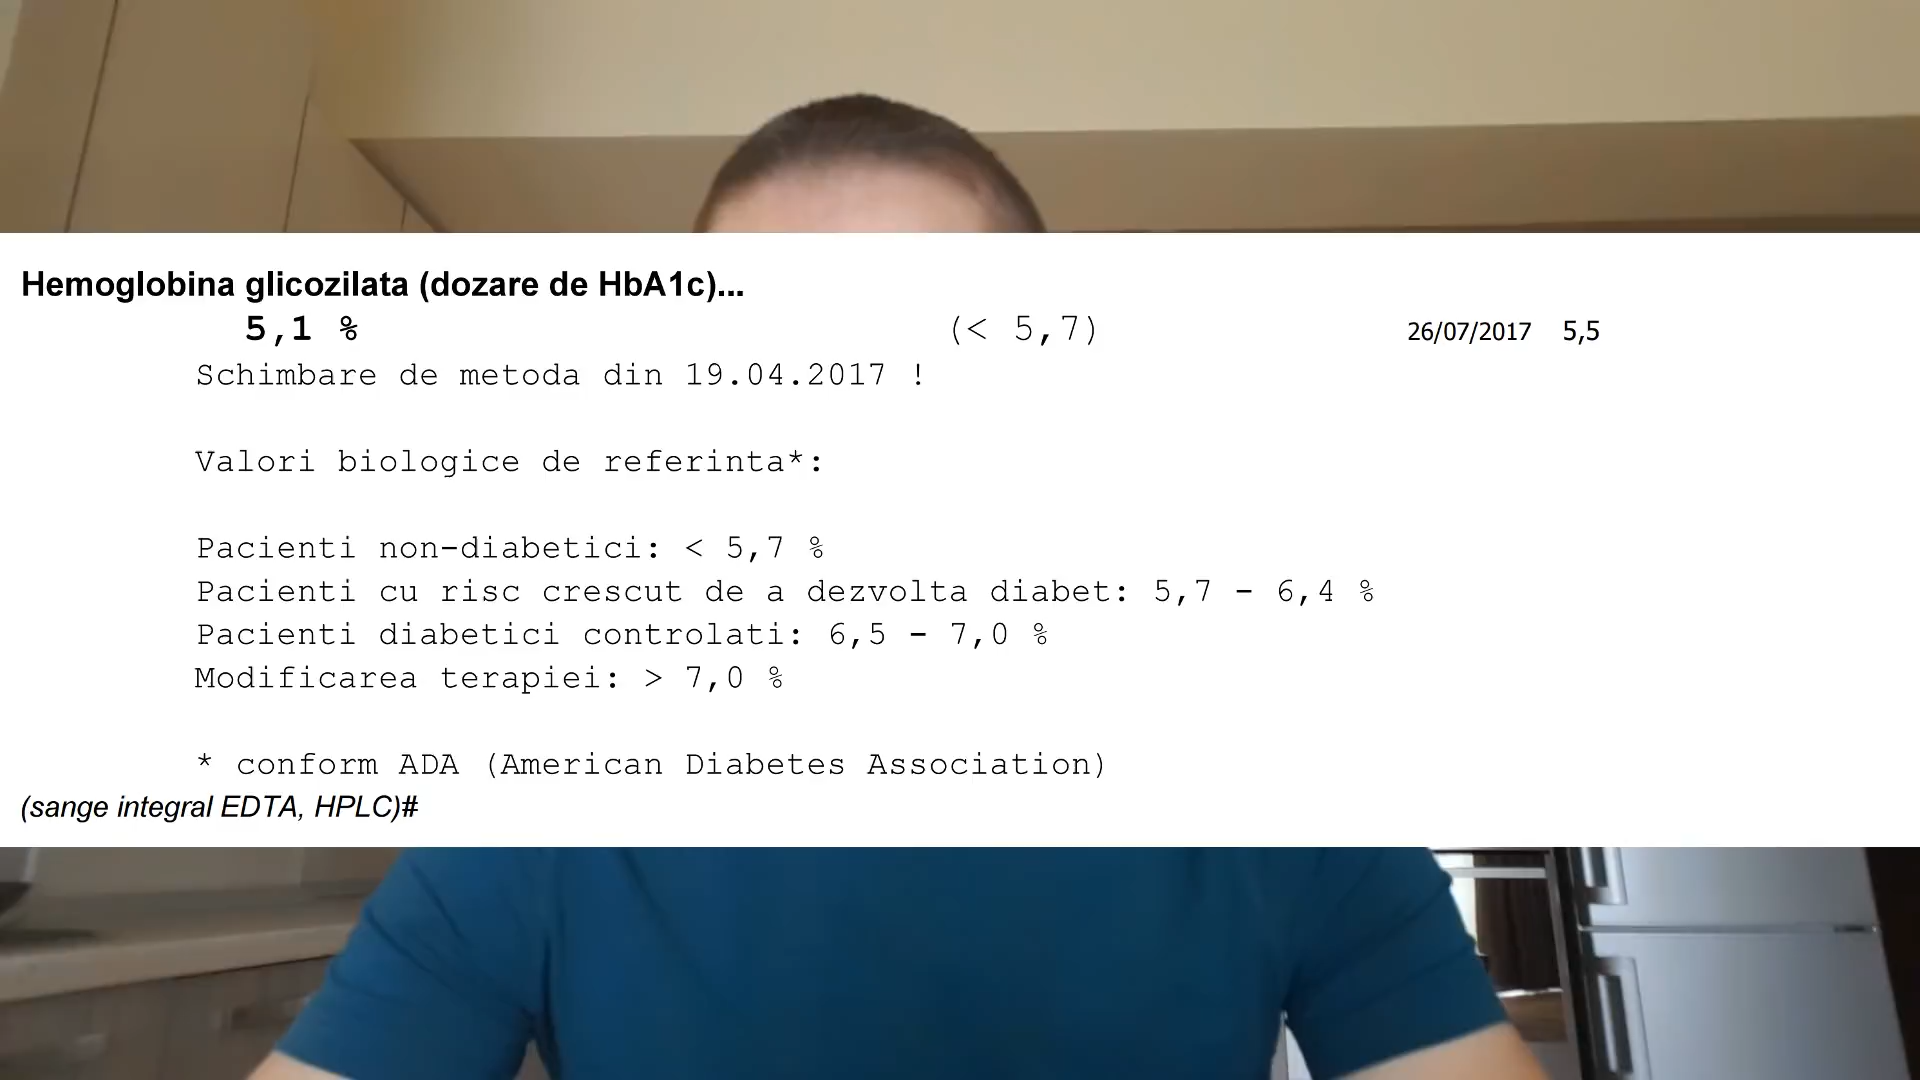 Hemoglobina glicozilata (dozare de HbA1c)...
5,1 % (< 5,7) 26/07/2017 5,5
Schimbare de metoda din 19.04.2017 !
Valori biologice de referinta*:
Pacienti non-diabetici: < 5,7 %
Pacienti cu risc crescut de a dezvolta diabet: 5,7 - 6,4 %
Pacienti diabetici controlati: 6,5 - 7,0 %
Modificarea terapiei: > 7,0 %
* conform ADA (American Diabetes Association)
(sange integral EDTA, HPLC)#